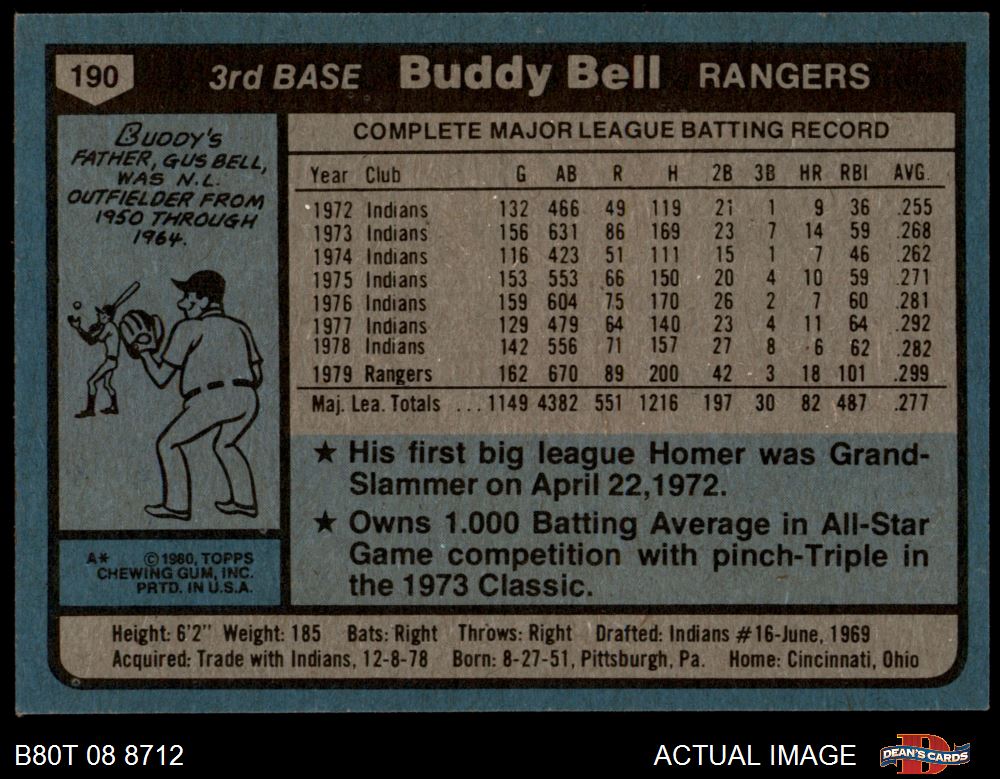 190 3rd BASE Buddy Bell RANGERS
BUDDY'S
FATHER, GUS BELL,
WAS N.L.
OUTFIELDER FROM
1950 THROUGH
1964.
COMPLETE MAJOR LEAGUE BATTING RECORD
Year Club G AB R H 2B 3B HR RBI AVG.
1972 Indians 132 466 49 119 21 1 9 36 .255
1973 Indians 156 631 86 169 23 7 14 59 .268
1974 Indians 116 423 51 111 15 1 7 46 .262
1975 Indians 153 553 66 150 20 4 10 59 .271
1976 Indians 159 604 75 170 26 2 7 60 .281
1977 Indians 129 479 64 140 23 4 11 64 .292
1978 Indians 142 556 71 157 27 8 6 62 .282
1979 Rangers 162 670 89 200 42 3 18 101 .299
Maj. Lea. Totals ...1149 4382 551 1216 197 30 82 487 .277
★ His first big league Homer was Grand-
Slammer on April 22,1972.
★ Owns 1.000 Batting Average in All-Star
Game competition with pinch-Triple in
the 1973 Classic.
A* ©1980, TOPPS
CHEWING GUM, INC.
PRTD. IN U.S.A.
Height: 6'2" Weight: 185 Bats: Right Throws: Right Drafted: Indians #16-June, 1969
Acquired: Trade with Indians, 12-8-78 Born: 8-27-51, Pittsburgh, Pa. Home: Cincinnati, Ohio
B80T 08 8712 ACTUAL IMAGE DEAN'S CARDS